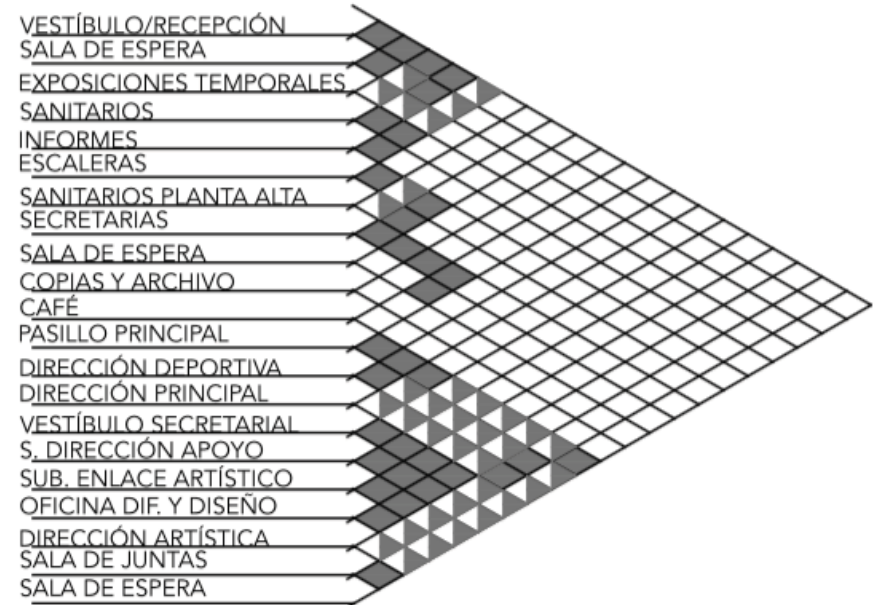 VESTÍBULO/RECEPCIÓN
SALA DE ESPERA
EXPOSICIONES TEMPORALES
SANITARIOS
INFORMES
ESCALERAS
SANITARIOS PLANTA ALTA
SECRETARIAS
SALA DE ESPERA
COPIAS Y ARCHIVO
CAFÉ
PASILLO PRINCIPAL
DIRECCIÓN DEPORTIVA
DIRECCIÓN PRINCIPAL
VESTÍBULO SECRETARIAL
S. DIRECCIÓN APOYO
SUB. ENLACE ARTÍSTICO
OFICINA DIF. Y DISEÑO
DIRECCIÓN ARTÍSTICA
SALA DE JUNTAS
SALA DE ESPERA